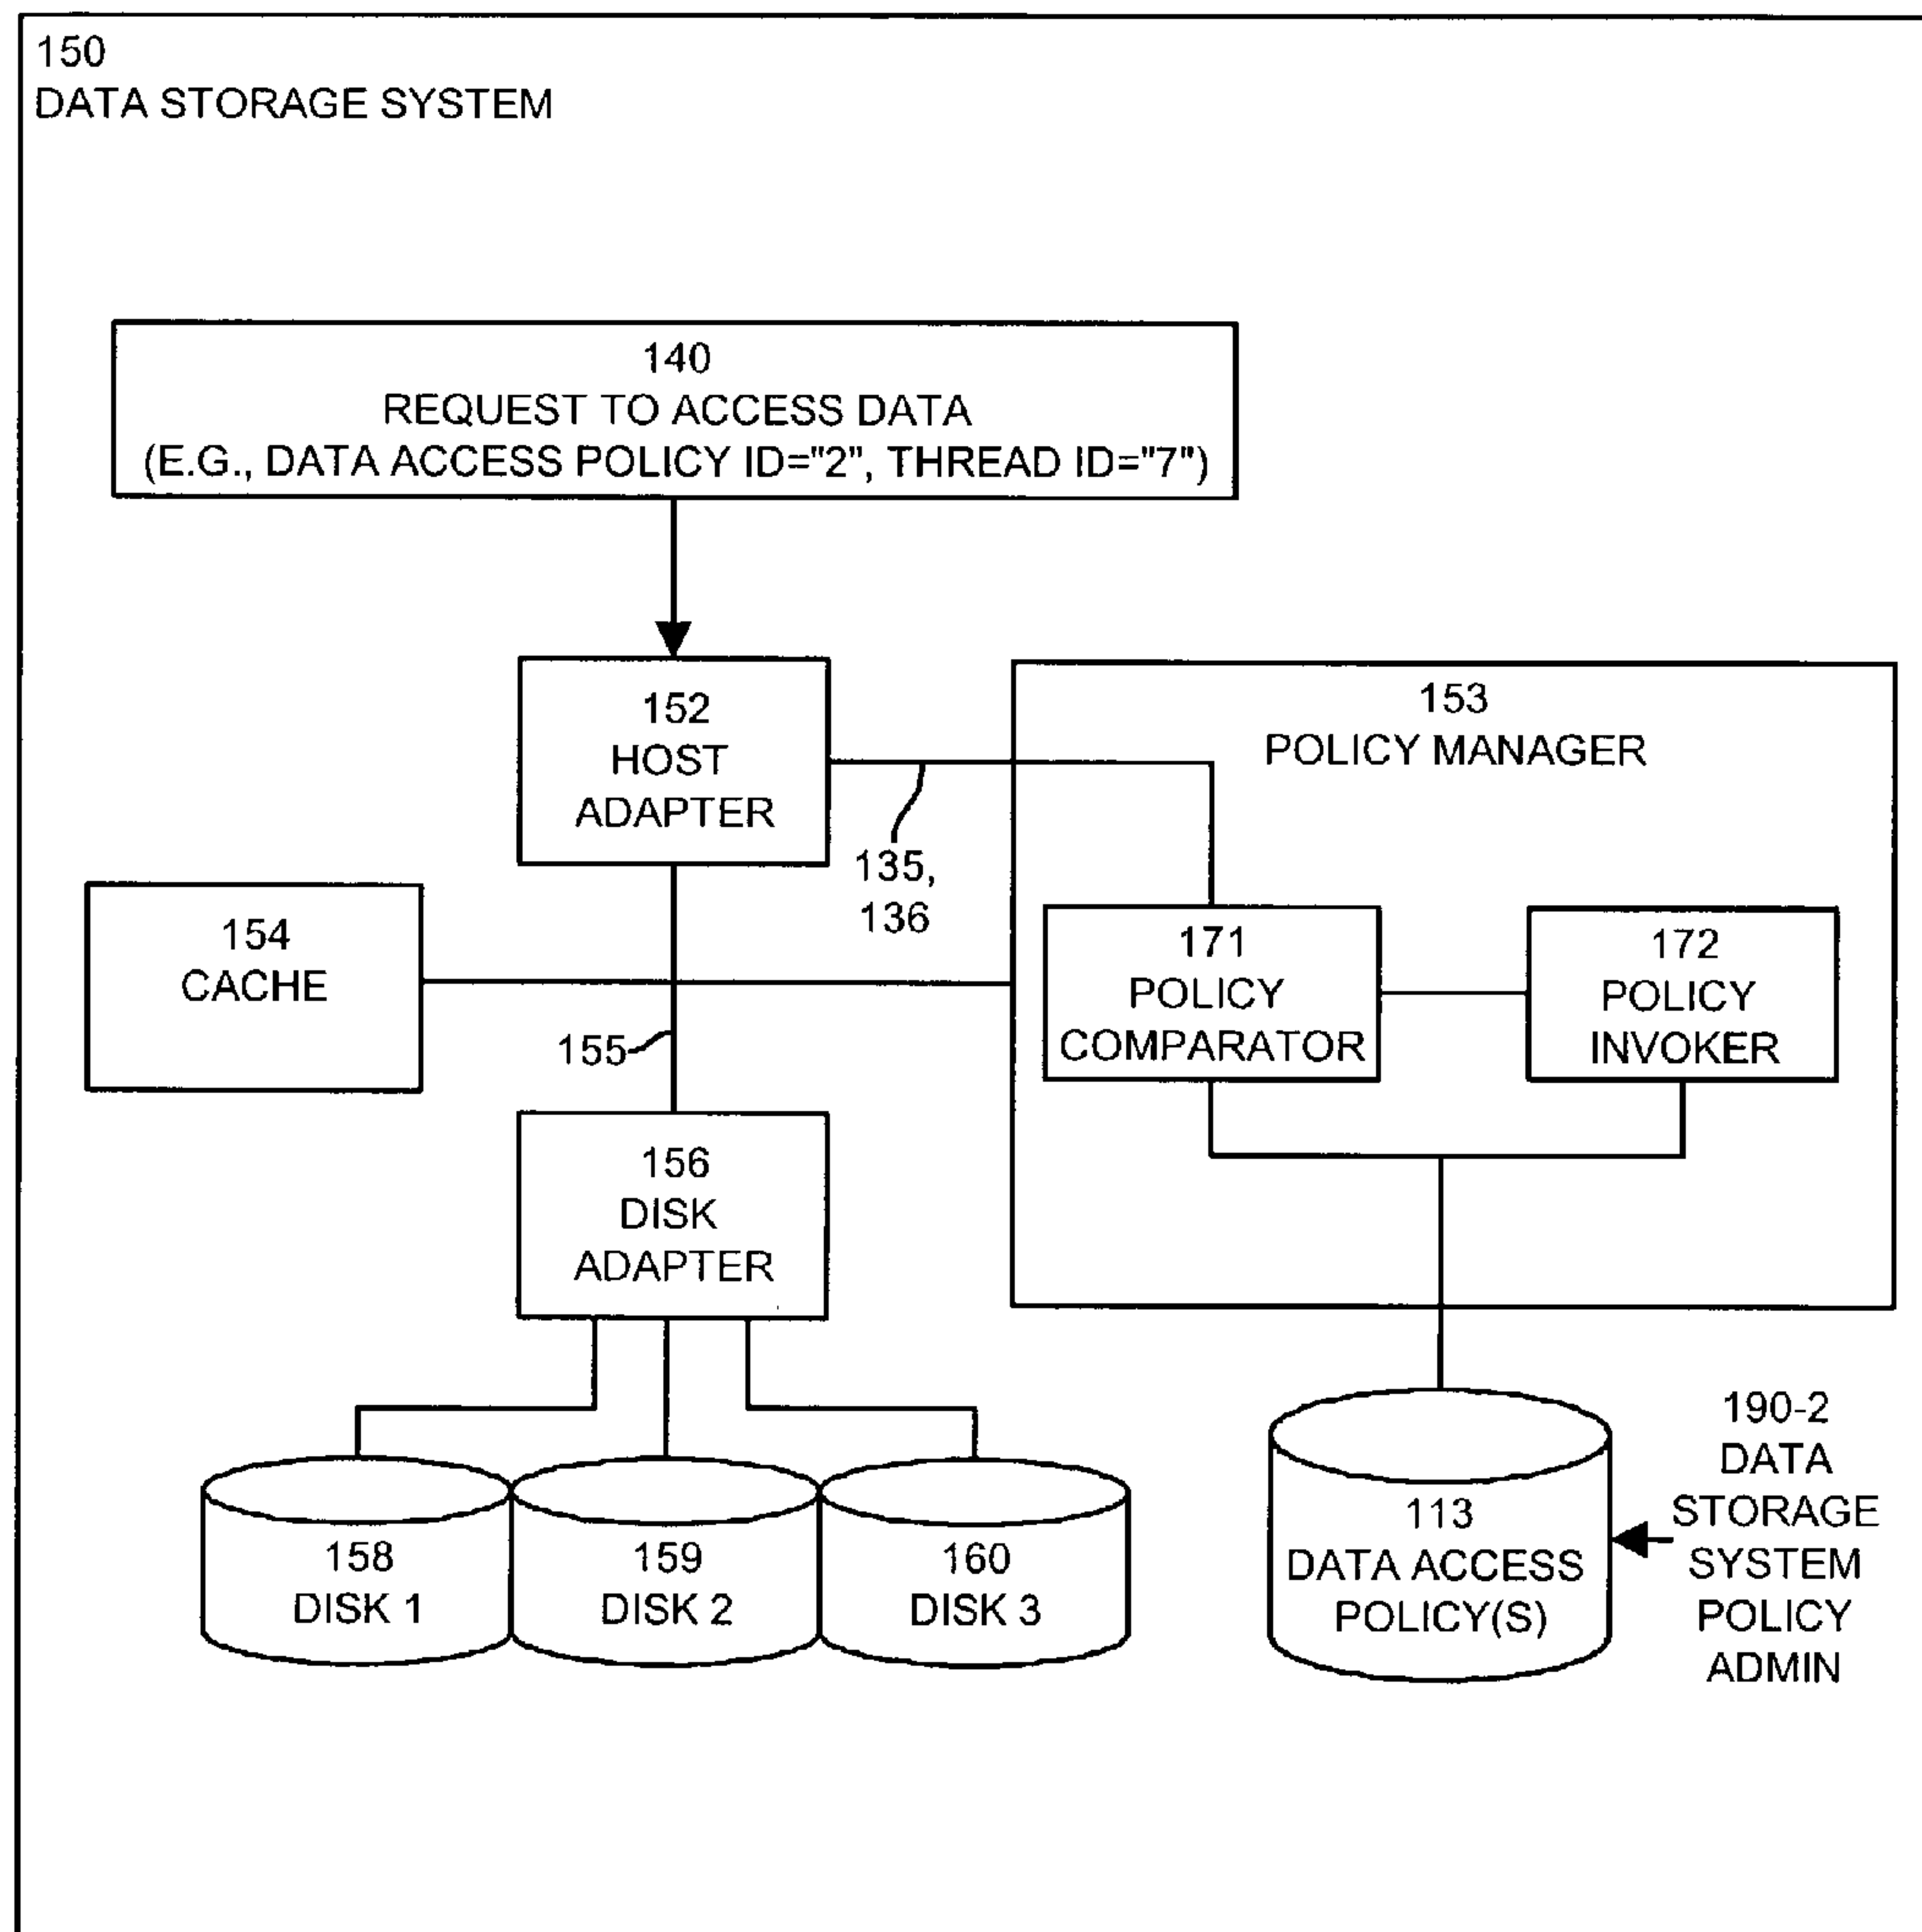 150
DATA STORAGE SYSTEM
140
REQUEST TO ACCESS DATA
(E.G., DATA ACCESS POLICY ID="2", THREAD ID="7")
152
HOST
ADAPTER
153
POLICY MANAGER
135,
136
154
CACHE
171
POLICY
COMPARATOR
172
POLICY
INVOKER
155
156
DISK
ADAPTER
158
DISK 1
159
DISK 2
160
DISK 3
113
DATA ACCESS
POLICY(S)
190-2
DATA
STORAGE
SYSTEM
POLICY
ADMIN